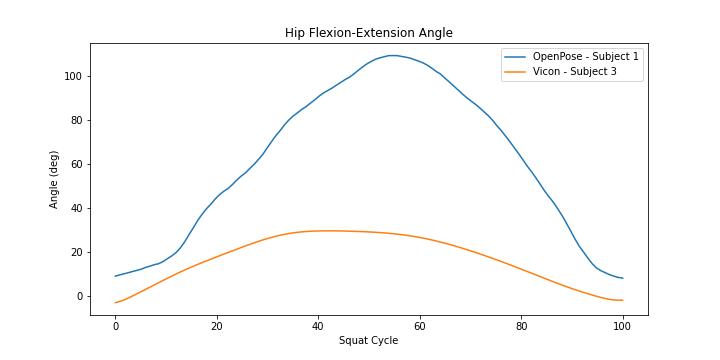 Hip Flexion-Extension Angle
OpenPose - Subject 1
Vicon - Subject 3
Angle (deg)
100
80
60
40
20
0
0 20 40 60 80 100
Squat Cycle